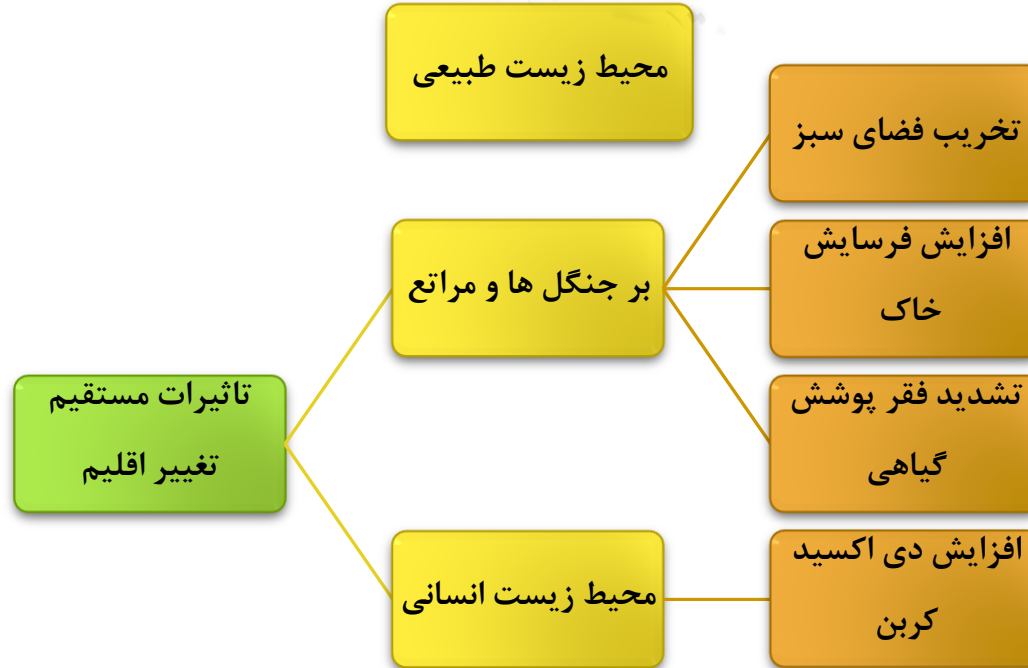 محیط زیست طبیعی
تخریب فضای سبز
افزایش فرسایش
خاک
بر جنگل ها و مراتع
تشدید فقر پوشش
گیاهی
تاثیرات مستقیم
تغییر اقلیم
افزایش دی اکسید
کربن
محیط زیست انسانی